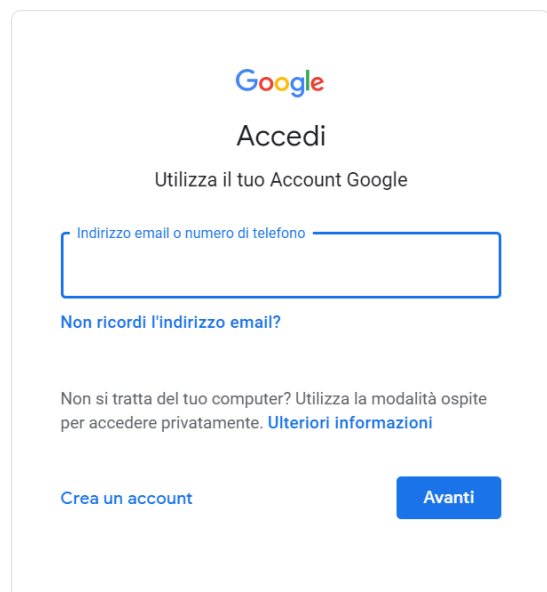 Google
Accedi
Utilizza il tuo Account Google
Indirizzo email o numero di telefono
Non ricordi l'indirizzo email?
Non si tratta del tuo computer? Utilizza la modalità ospite
per accedere privatamente. Ulteriori informazioni
Crea un account
Avanti